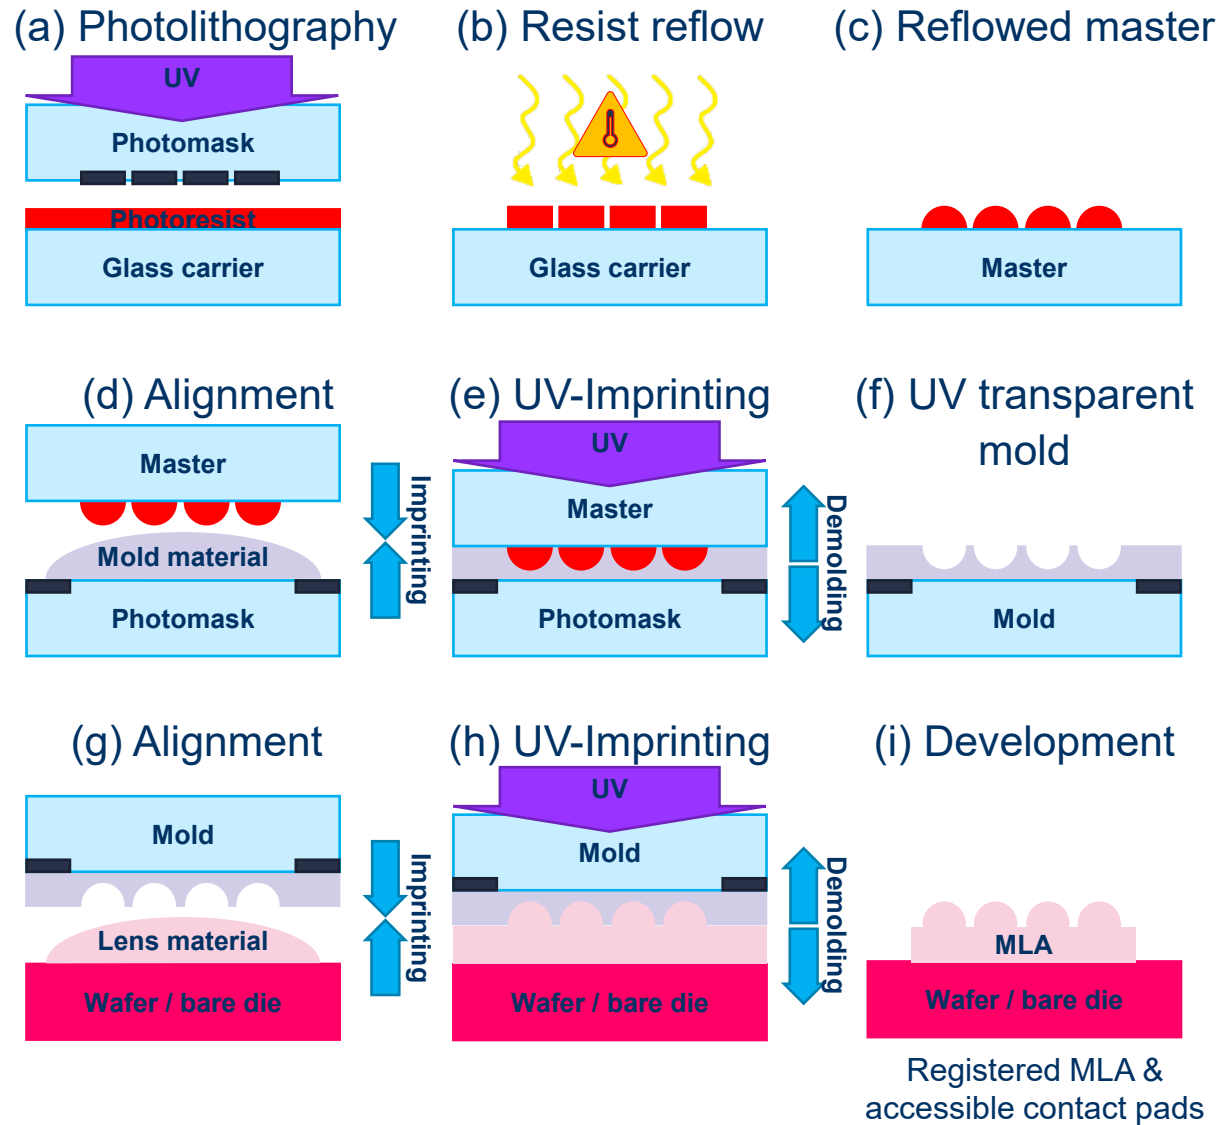 (a) Photolithography
UV
Photomask
Photoresist
Glass carrier
(b) Resist reflow
Glass carrier
(c) Reflowed master
Master
(d) Alignment
Master
Mold material
Photomask
Imprinting
(e) UV-Imprinting
UV
Master
Photomask
Demolding
(f) UV transparent
mold
Mold
(g) Alignment
Mold
Lens material
Wafer / bare die
Imprinting
(h) UV-Imprinting
UV
Mold
Wafer / bare die
Demolding
(i) Development
MLA
Wafer / bare die
Registered MLA &
accessible contact pads